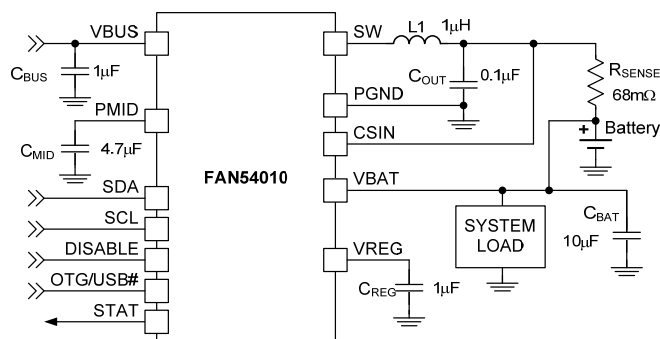 VBUS
C_BUS
1µF
PMID
C_MID
4.7µF
SDA
SCL
DISABLE
OTG/USB#
STAT
FAN54010
SW
L1
1µH
C_OUT
0.1µF
PGND
CSIN
VBAT
VREG
C_REG
1µF
R_SENSE
68mΩ
+
Battery
SYSTEM
LOAD
C_BAT
10µF